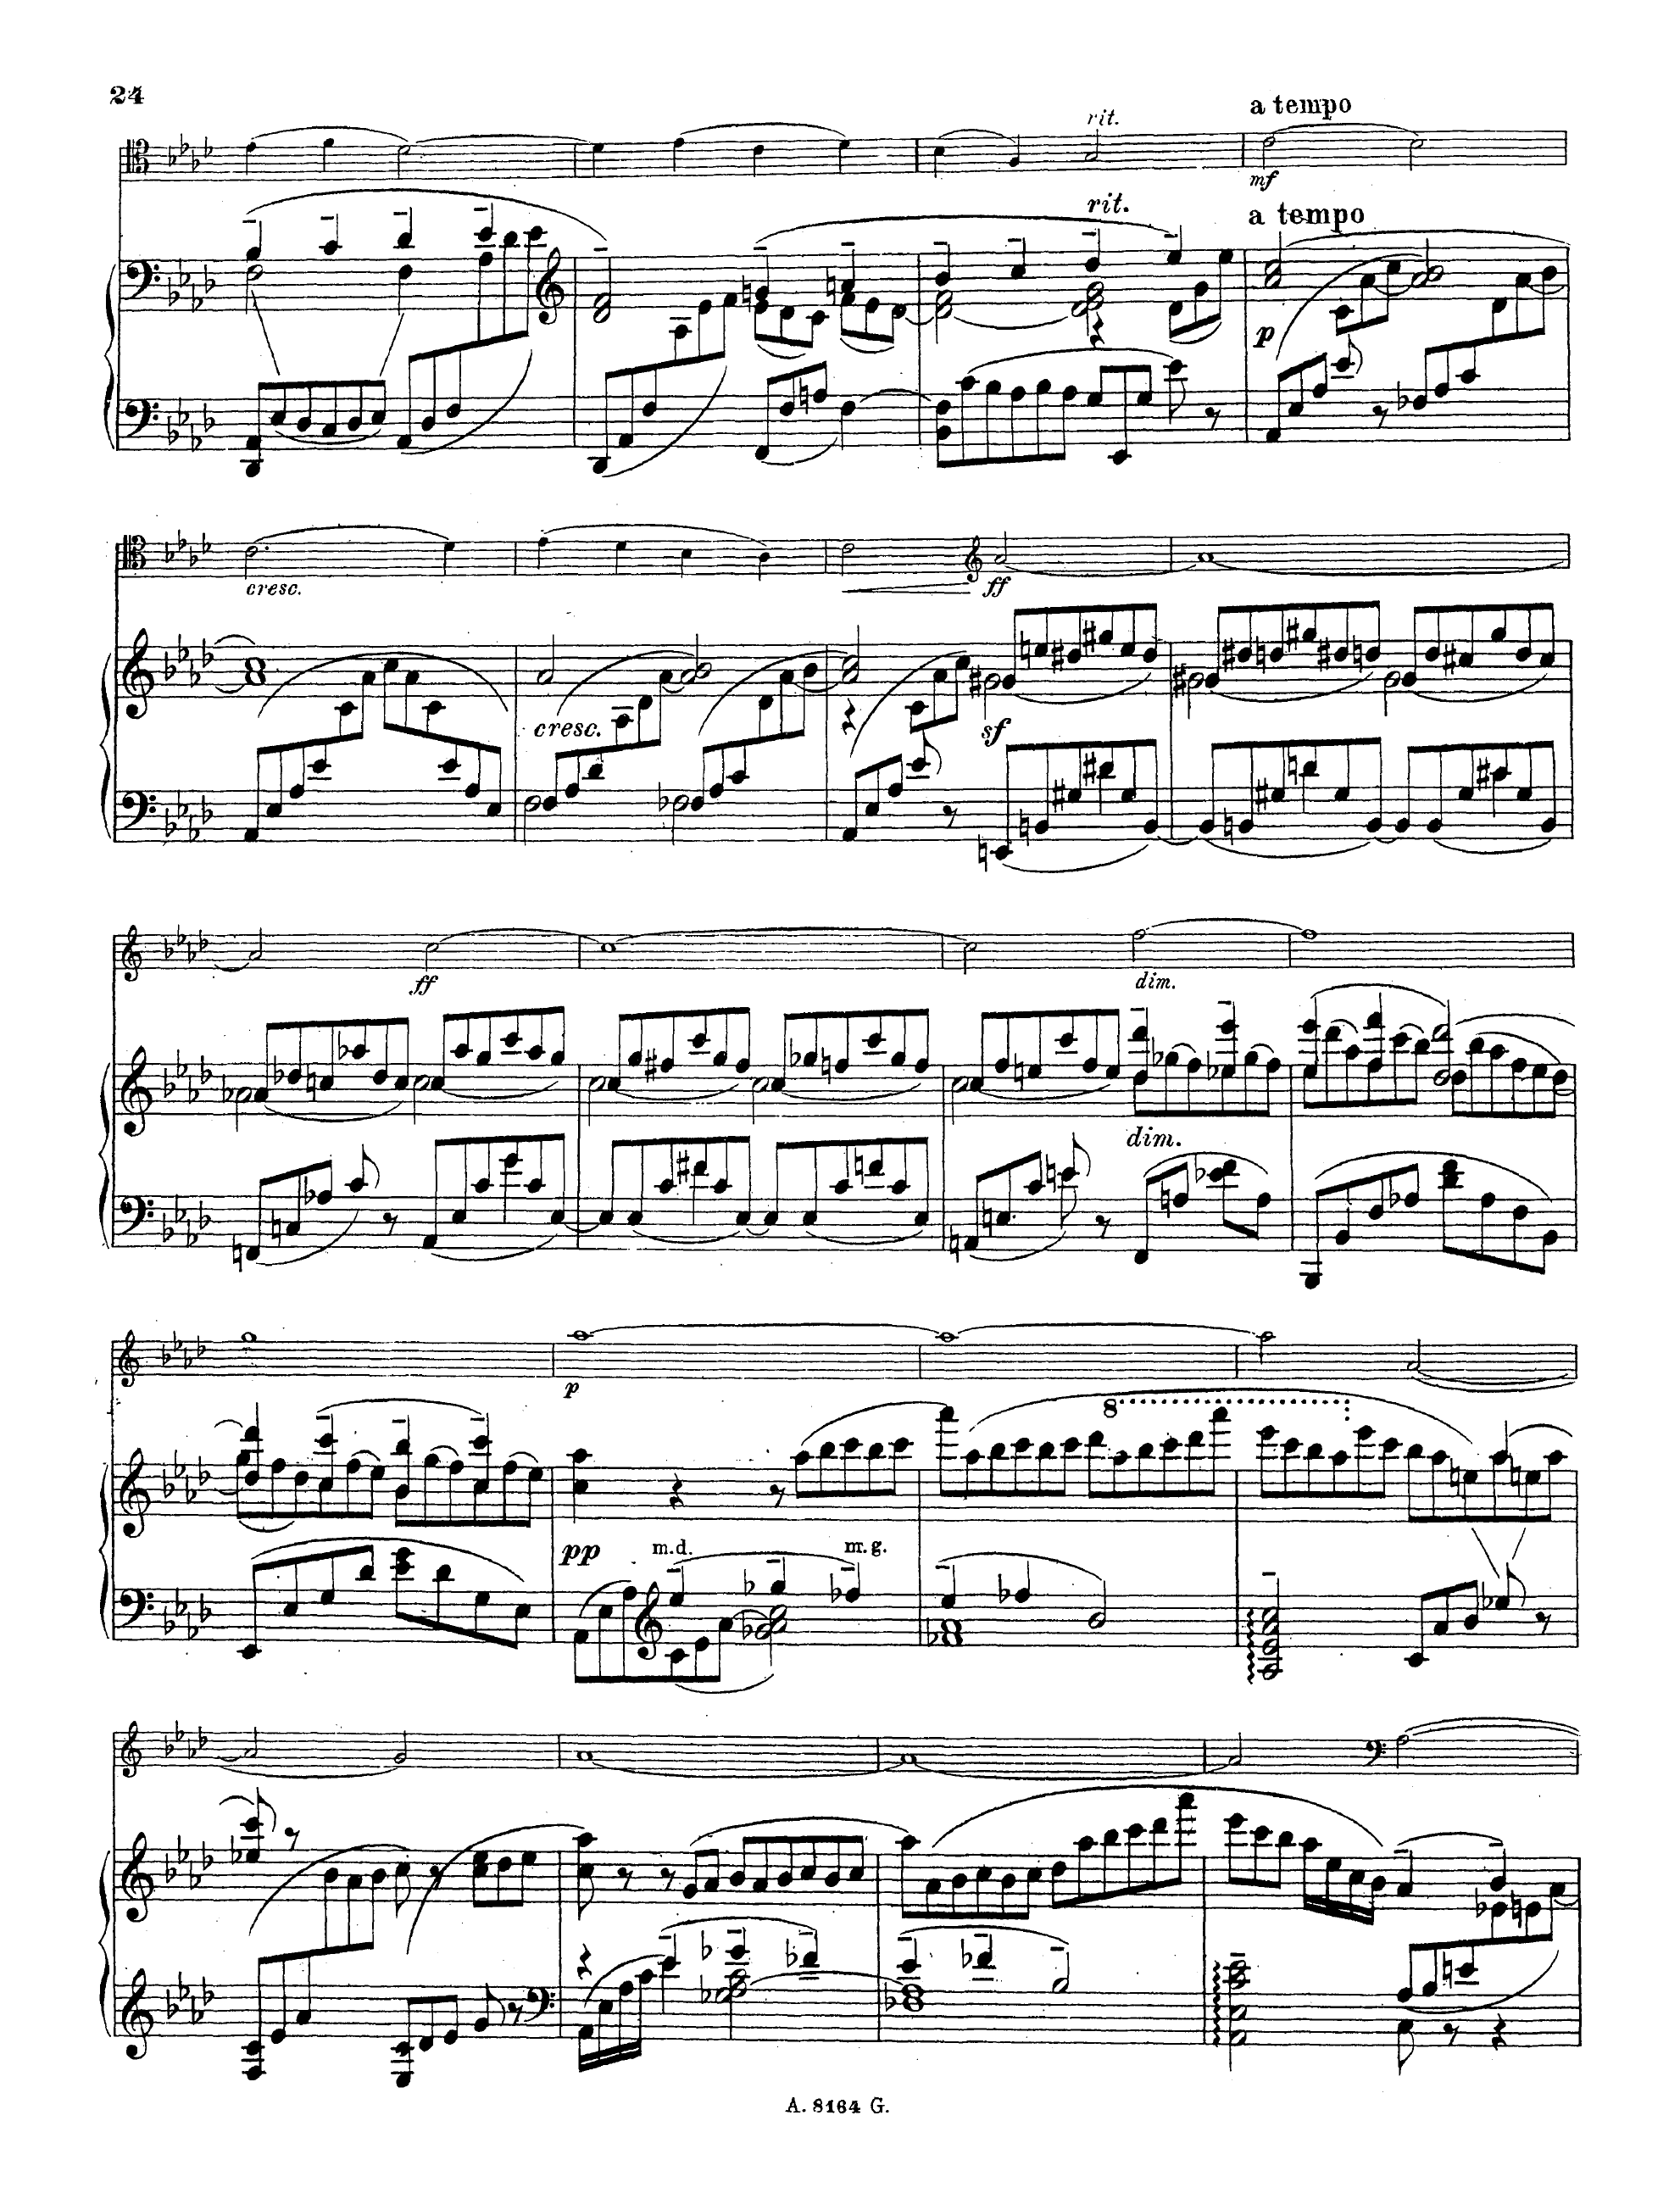 24
a tempo
rit.
mf
rit.
a tempo
p
cresc.
ff
cresc.
sf
ff
dim.
dim.
p
8
pp
m.d.
m.g.
A. 8164 G.